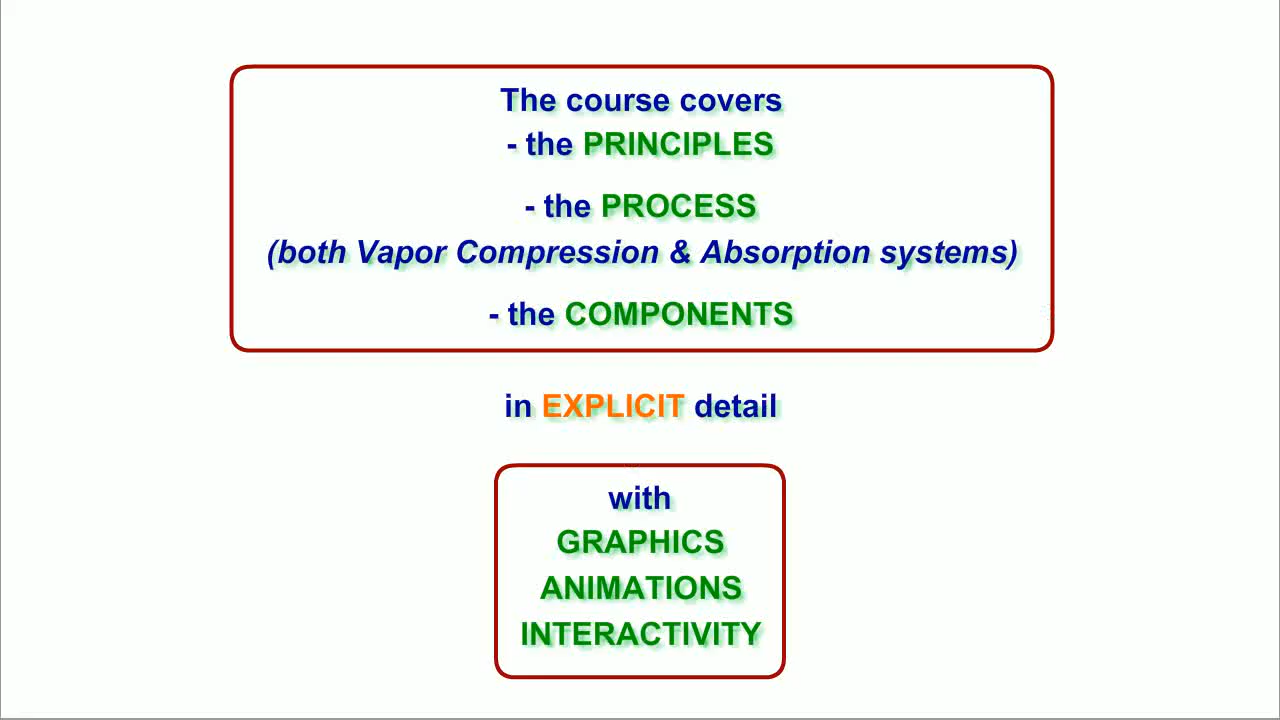 The course covers
- the PRINCIPLES
- the PROCESS
(both Vapor Compression & Absorption systems)
- the COMPONENTS
in EXPLICIT detail
with
GRAPHICS
ANIMATIONS
INTERACTIVITY